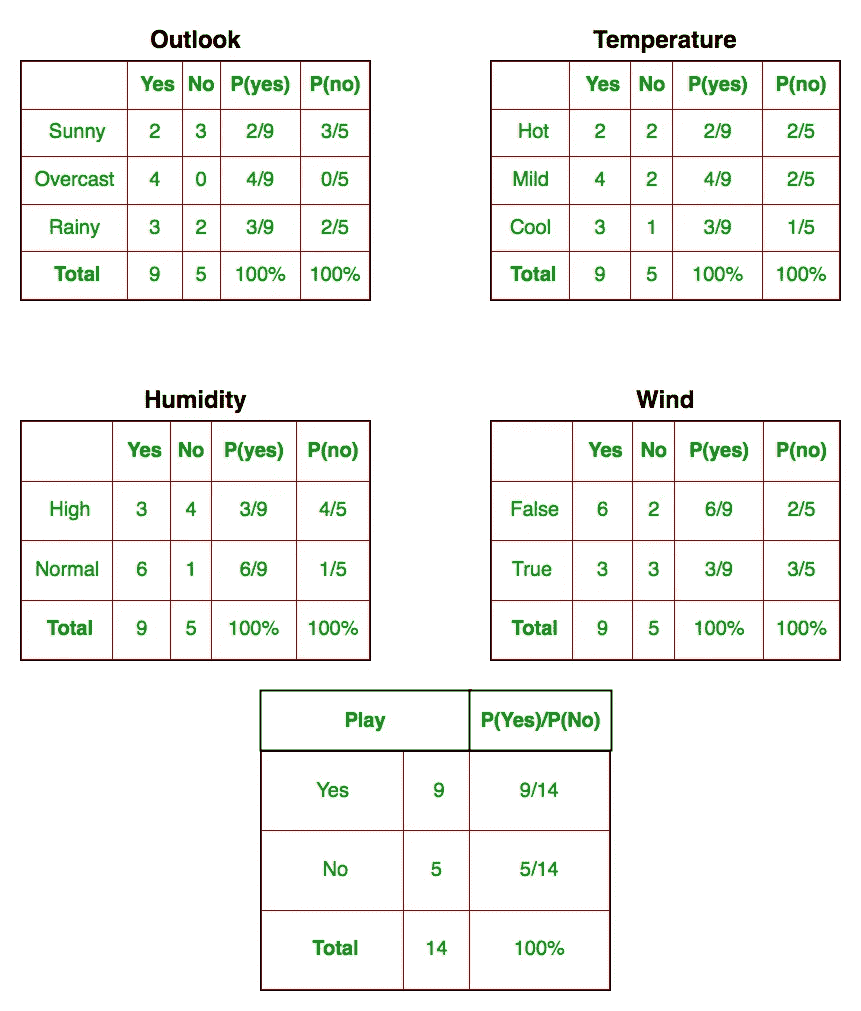 Outlook
Yes No P(yes) P(no)
Sunny 2 3 2/9 3/5
Overcast 4 0 4/9 0/5
Rainy 3 2 3/9 2/5
Total 9 5 100% 100%
Temperature
Yes No P(yes) P(no)
Hot 2 2 2/9 2/5
Mild 4 2 4/9 2/5
Cool 3 1 3/9 1/5
Total 9 5 100% 100%
Humidity
Yes No P(yes) P(no)
High 3 4 3/9 4/5
Normal 6 1 6/9 1/5
Total 9 5 100% 100%
Wind
Yes No P(yes) P(no)
False 6 2 6/9 2/5
True 3 3 3/9 3/5
Total 9 5 100% 100%
Play P(Yes)/P(No)
Yes 9 9/14
No 5 5/14
Total 14 100%